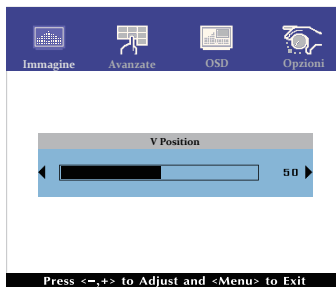 Immagine Avanzate OSD Opzioni
V Position
50
Press <-,+> to Adjust and <Menu> to Exit